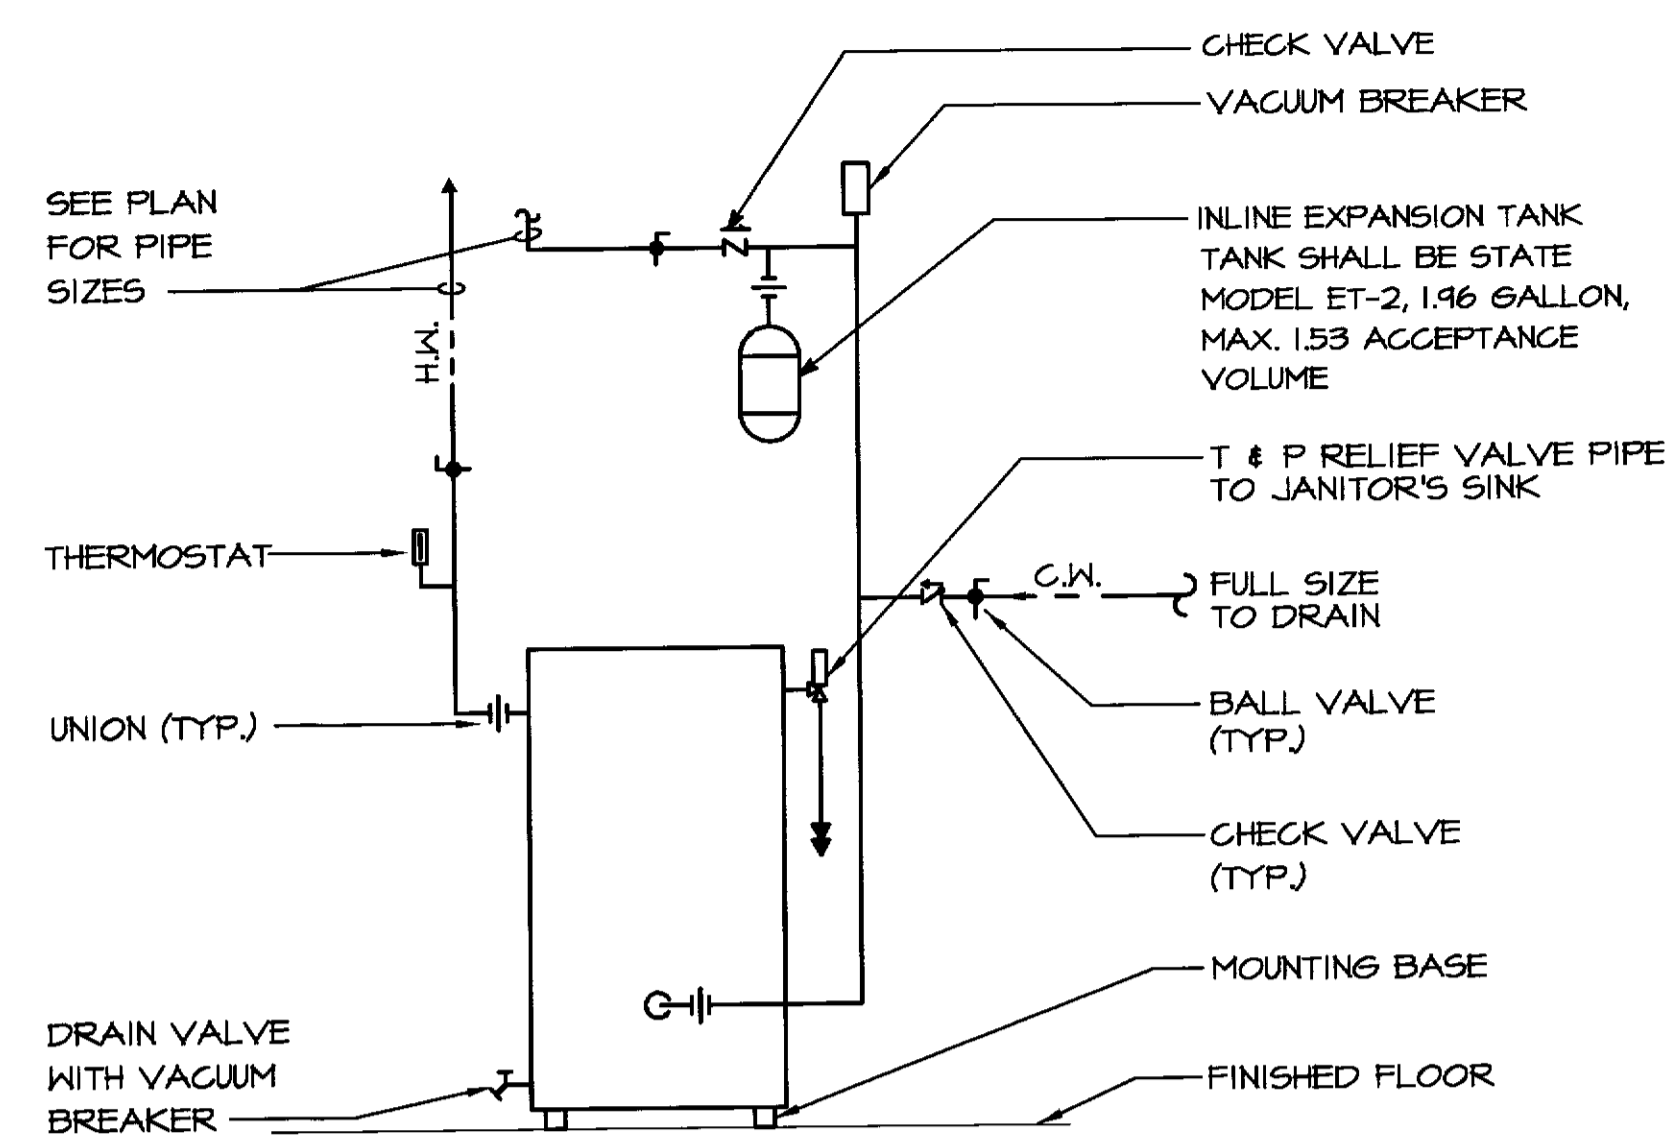 CHECK VALVE
VACUUM BREAKER
SEE PLAN
FOR PIPE
SIZES
INLINE EXPANSION TANK
TANK SHALL BE STATE
MODEL ET-2, 1.96 GALLON,
MAX. 1.53 ACCEPTANCE
VOLUME
H.W.
T & P RELIEF VALVE PIPE
TO JANITOR'S SINK
THERMOSTAT
C.W.
FULL SIZE
TO DRAIN
UNION (TYP.)
BALL VALVE
(TYP.)
CHECK VALVE
(TYP.)
MOUNTING BASE
DRAIN VALVE
WITH VACUUM
BREAKER
FINISHED FLOOR